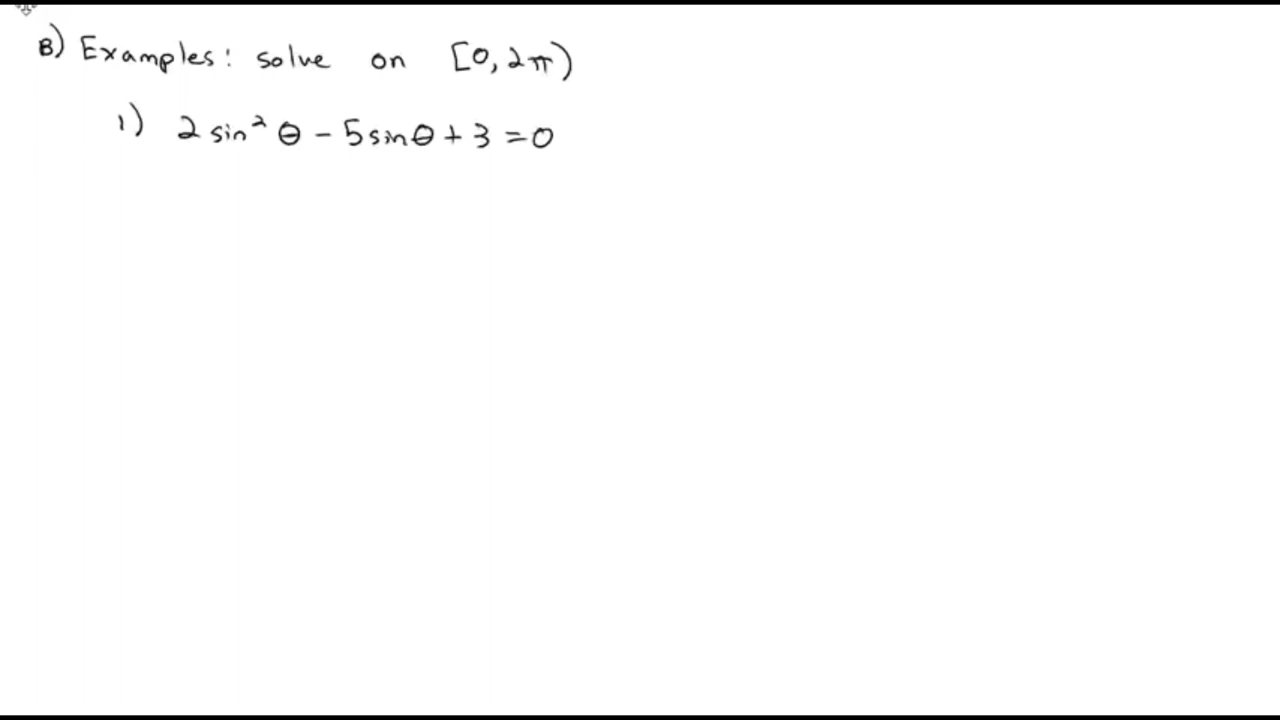 B) Examples: solve on [0, 2π)
1) 2 sin² θ - 5 sin θ + 3 = 0